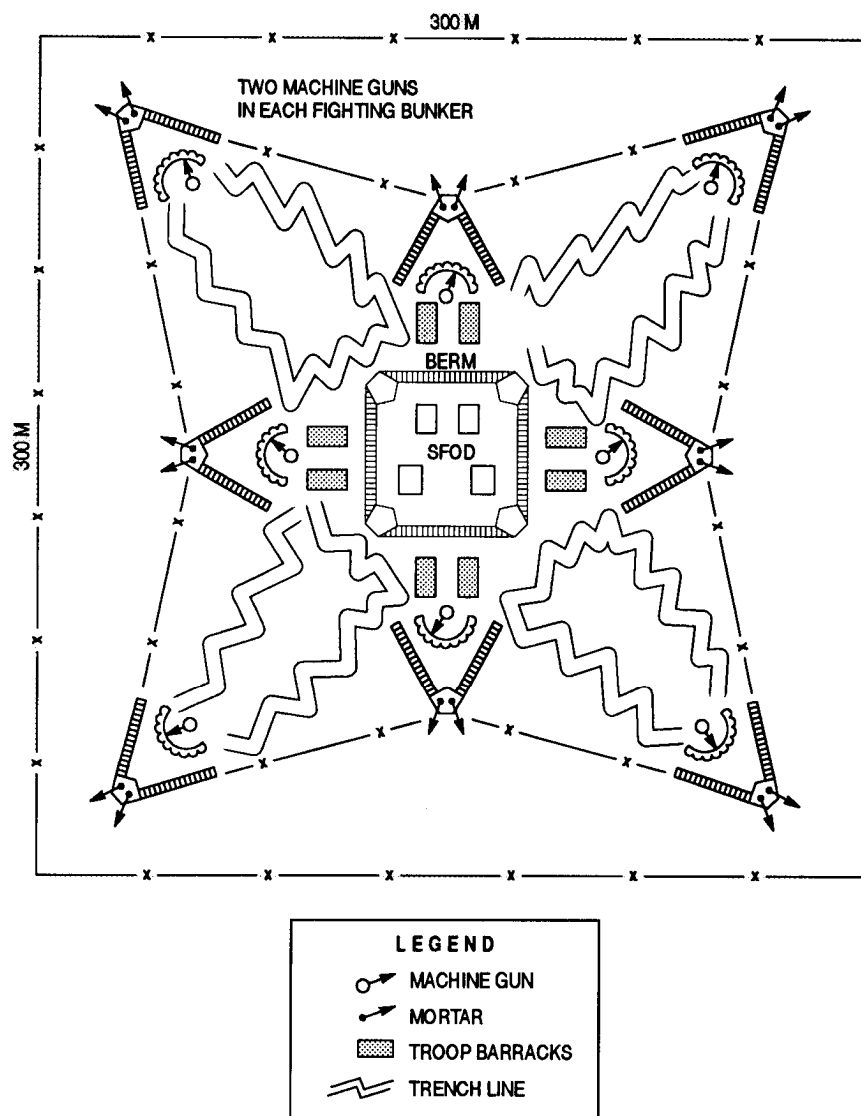 300 M
TWO MACHINE GUNS
IN EACH FIGHTING BUNKER
BERM
SFOD
300 M
LEGEND
MACHINE GUN
MORTAR
TROOP BARRACKS
TRENCH LINE